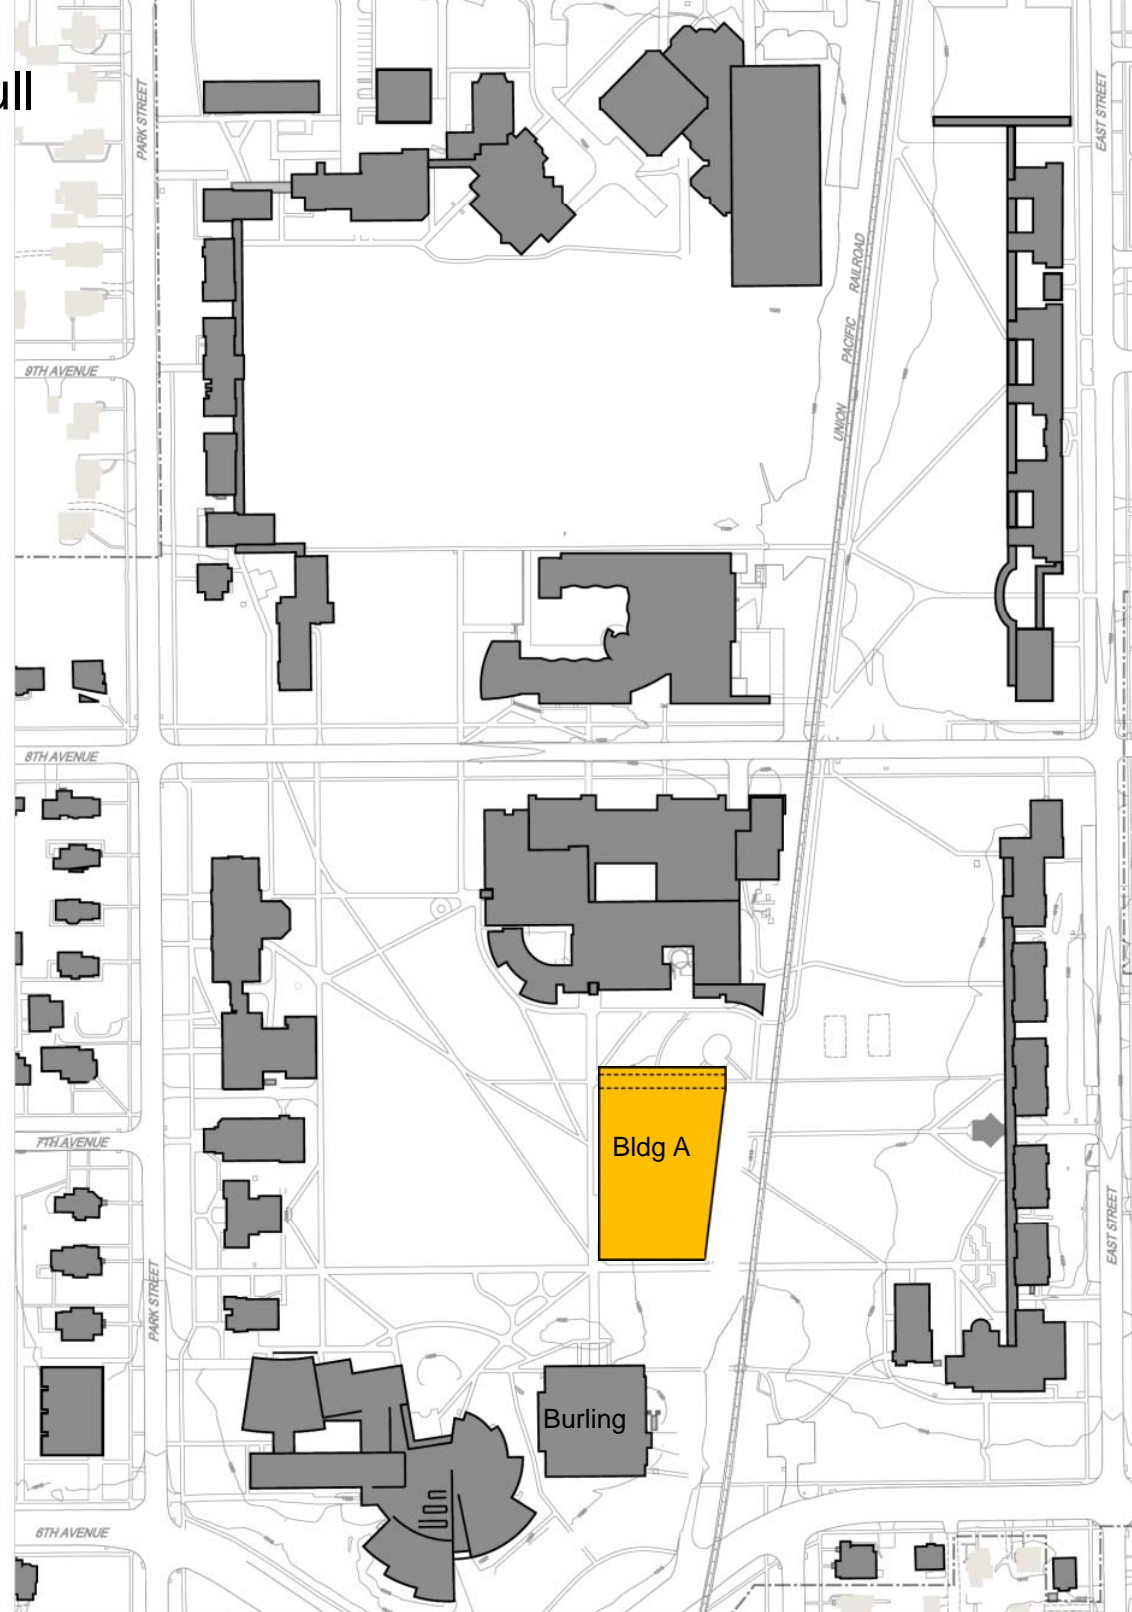 ull
PARK STREET
EAST STREET
UNION PACIFIC RAILROAD
9TH AVENUE
8TH AVENUE
7TH AVENUE
Bldg A
EAST STREET
PARK STREET
Burling
6TH AVENUE